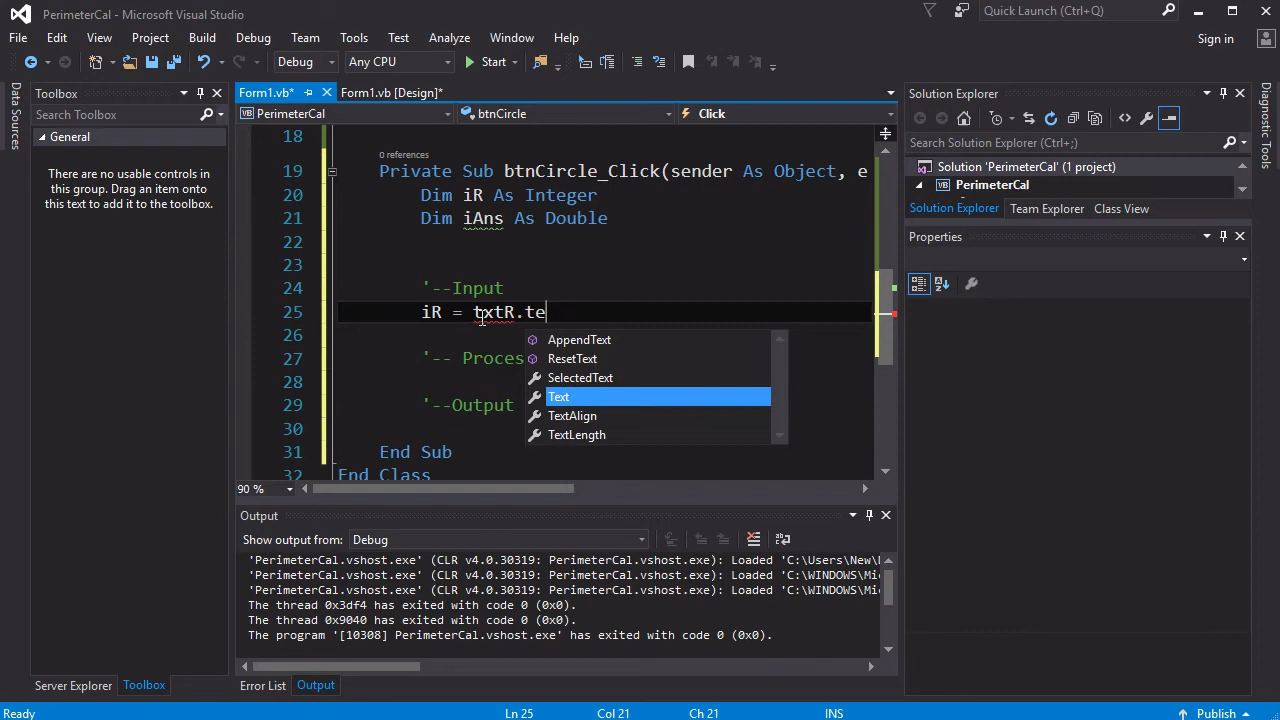 PerimeterCal - Microsoft Visual Studio
Quick Launch (Ctrl+Q)
File Edit View Project Build Debug Team Tools Test Analyze Window Help
Sign in
Debug Any CPU Start
Data Sources
Toolbox
Search Toolbox
General
There are no usable controls in
this group. Drag an item onto
this text to add it to the toolbox.
Server Explorer Toolbox
Form1.vb* Form1.vb [Design]*
PerimeterCal btnCircle Click
18
0 references
19 Private Sub btnCircle_Click(sender As Object, e
20 Dim iR As Integer
21 Dim iAns As Double
22
23
24 '--Input
25 iR = txtR.te
26
27 '-- Proces
28
29 '--Output
30
31 End Sub
32 End Class
AppendText
ResetText
SelectedText
Text
TextAlign
TextLength
90 %
Output
Show output from: Debug
'PerimeterCal.vshost.exe' (CLR v4.0.30319: PerimeterCal.vshost.exe): Loaded 'C:\Users\New\
'PerimeterCal.vshost.exe' (CLR v4.0.30319: PerimeterCal.vshost.exe): Loaded 'C:\WINDOWS\Mi
'PerimeterCal.vshost.exe' (CLR v4.0.30319: PerimeterCal.vshost.exe): Loaded 'C:\WINDOWS\Mi
The thread 0x3df4 has exited with code 0 (0x0).
The thread 0x9040 has exited with code 0 (0x0).
The program '[10308] PerimeterCal.vshost.exe' has exited with code 0 (0x0).
Error List Output
Solution Explorer
Search Solution Explorer (Ctrl+;)
Solution 'PerimeterCal' (1 project)
PerimeterCal
Solution Explorer Team Explorer Class View
Properties
Diagnostic Tools
Ready Ln 25 Col 21 Ch 21 INS Publish